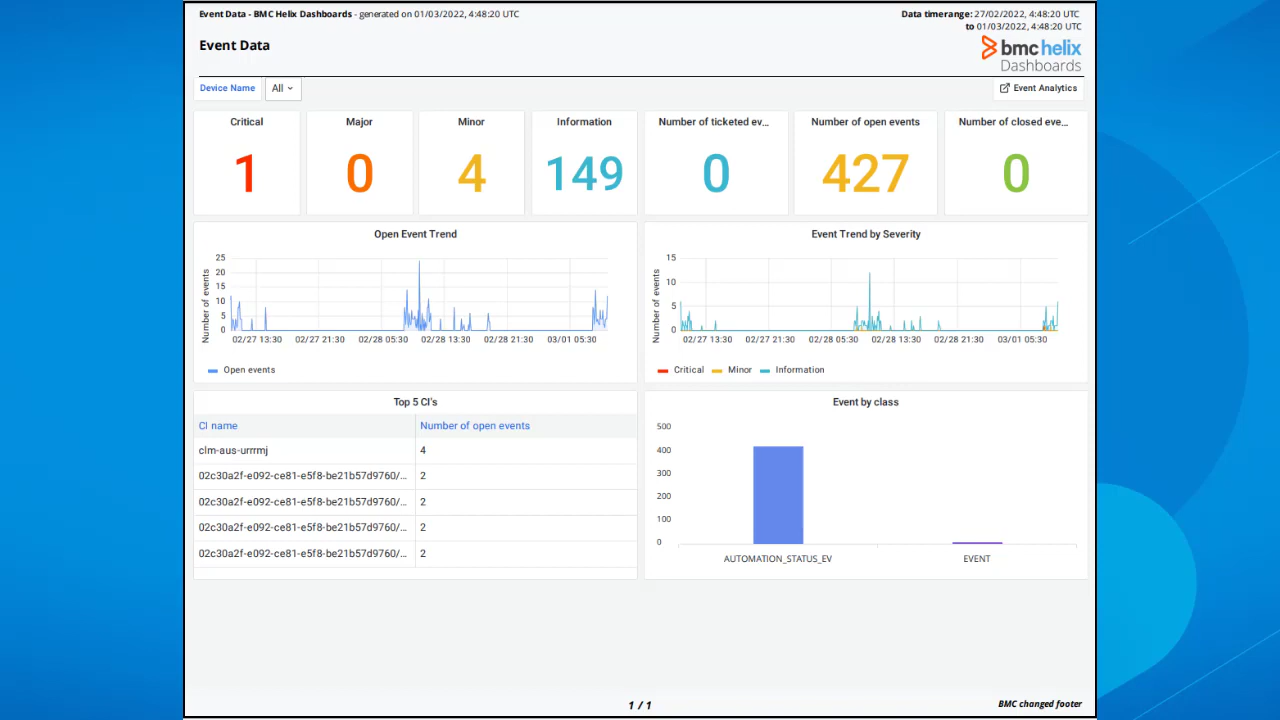 Event Data - BMC Helix Dashboards - generated on 01/03/2022, 4:48:20 UTC
Data timerange: 27/02/2022, 4:48:20 UTC
to 01/03/2022, 4:48:20 UTC
Event Data
bmc helix
Dashboards
Device Name All
Event Analytics
Critical Major Minor Information Number of ticketed ev... Number of open events Number of closed eve...
1 0 4 149 0 427 0
Open Event Trend
Number of events
25
20
15
10
5
0
02/27 13:30 02/27 21:30 02/28 05:30 02/28 13:30 02/28 21:30 03/01 05:30
Open events
Event Trend by Severity
Number of events
15
10
5
0
02/27 13:30 02/27 21:30 02/28 05:30 02/28 13:30 02/28 21:30 03/01 05:30
Critical Minor Information
Top 5 CI's
CI name Number of open events
clm-aus-urrrmj 4
02c30a2f-e092-ce81-e5f8-be21b57d9760/... 2
02c30a2f-e092-ce81-e5f8-be21b57d9760/... 2
02c30a2f-e092-ce81-e5f8-be21b57d9760/... 2
02c30a2f-e092-ce81-e5f8-be21b57d9760/... 2
Event by class
500
400
300
200
100
0
AUTOMATION_STATUS_EV EVENT
1 / 1
BMC changed footer